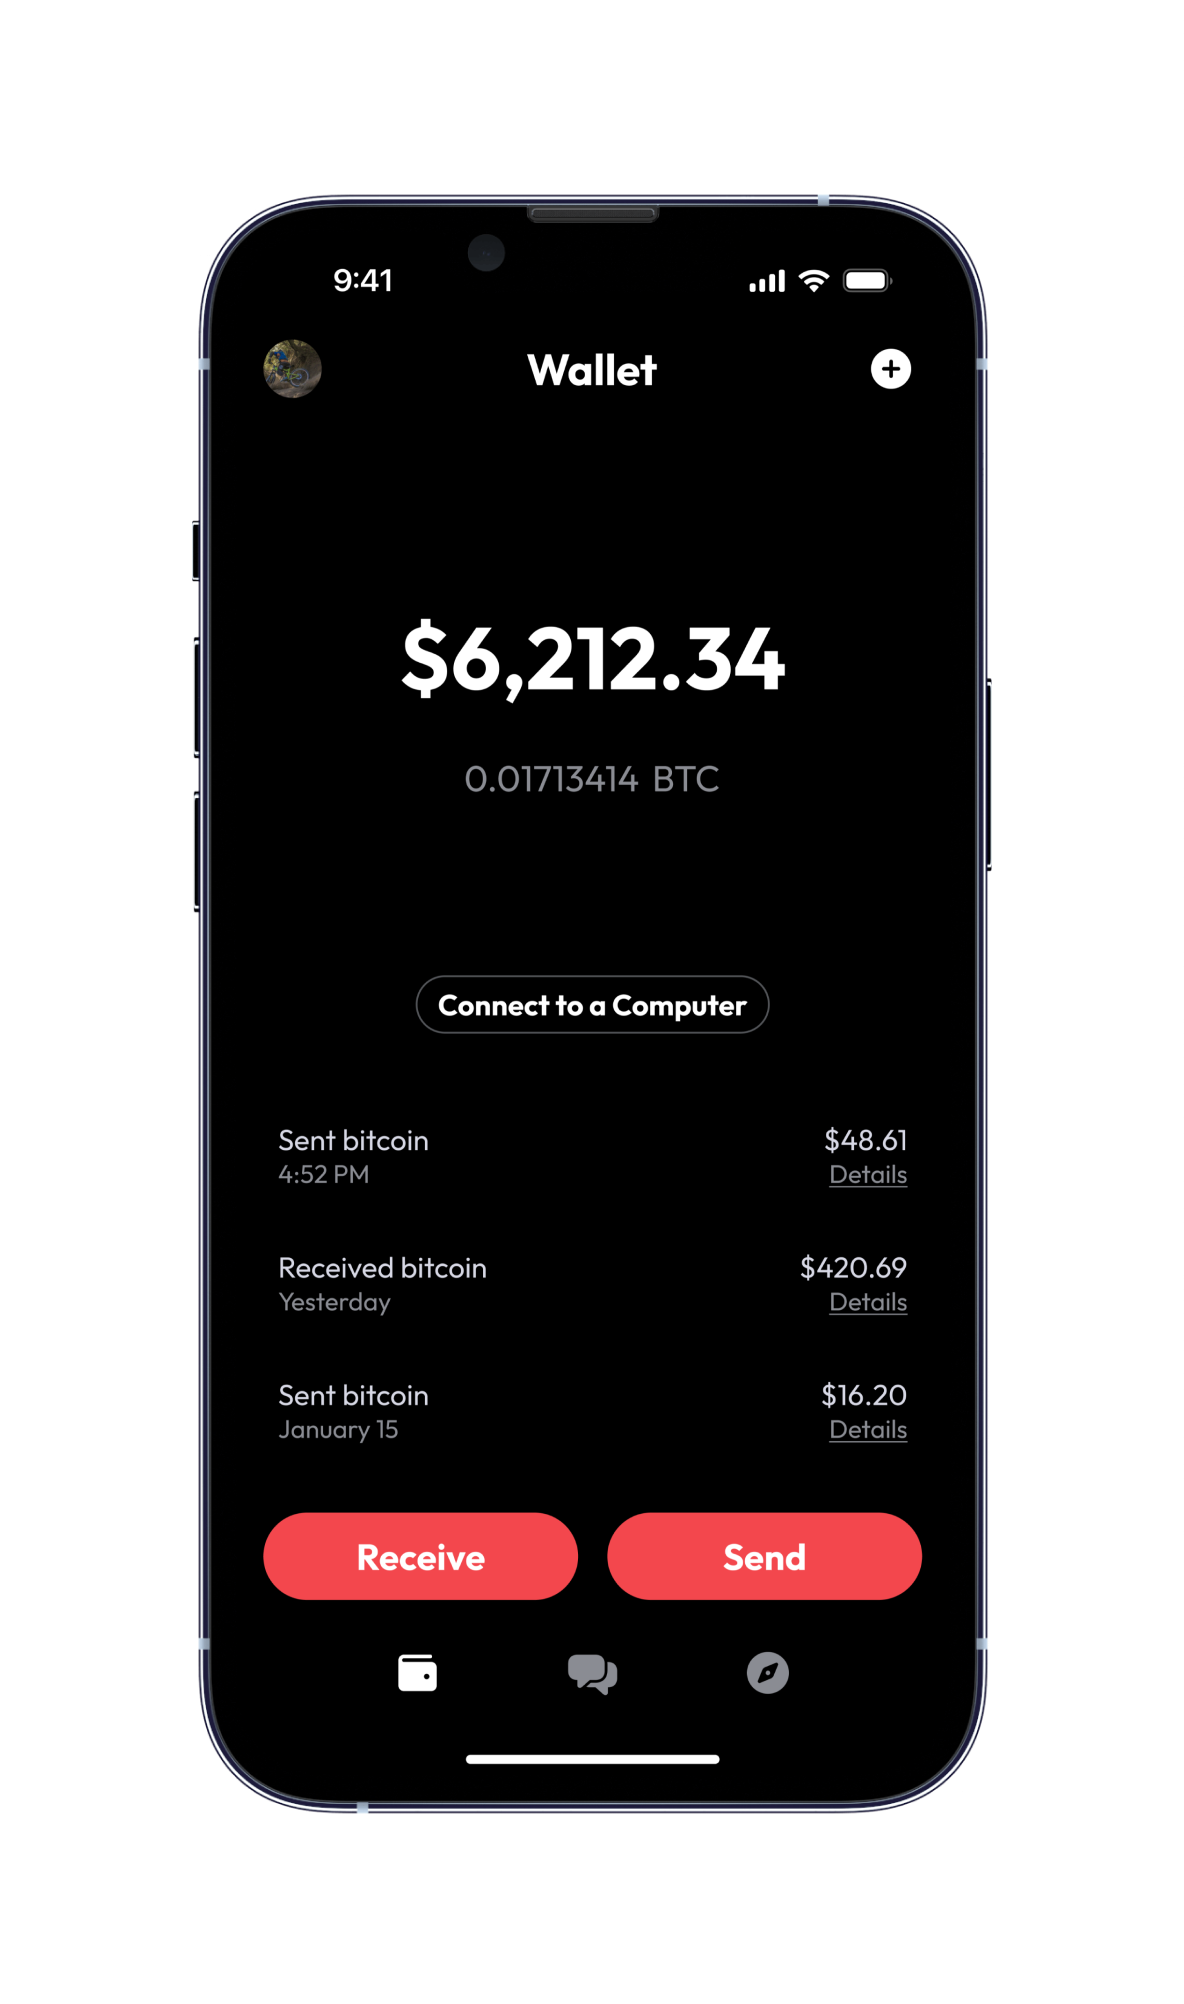 9:41
Wallet
$6,212.34
0.01713414 BTC
Connect to a Computer
Sent bitcoin $48.61
4:52 PM Details
Received bitcoin $420.69
Yesterday Details
Sent bitcoin $16.20
January 15 Details
Receive Send